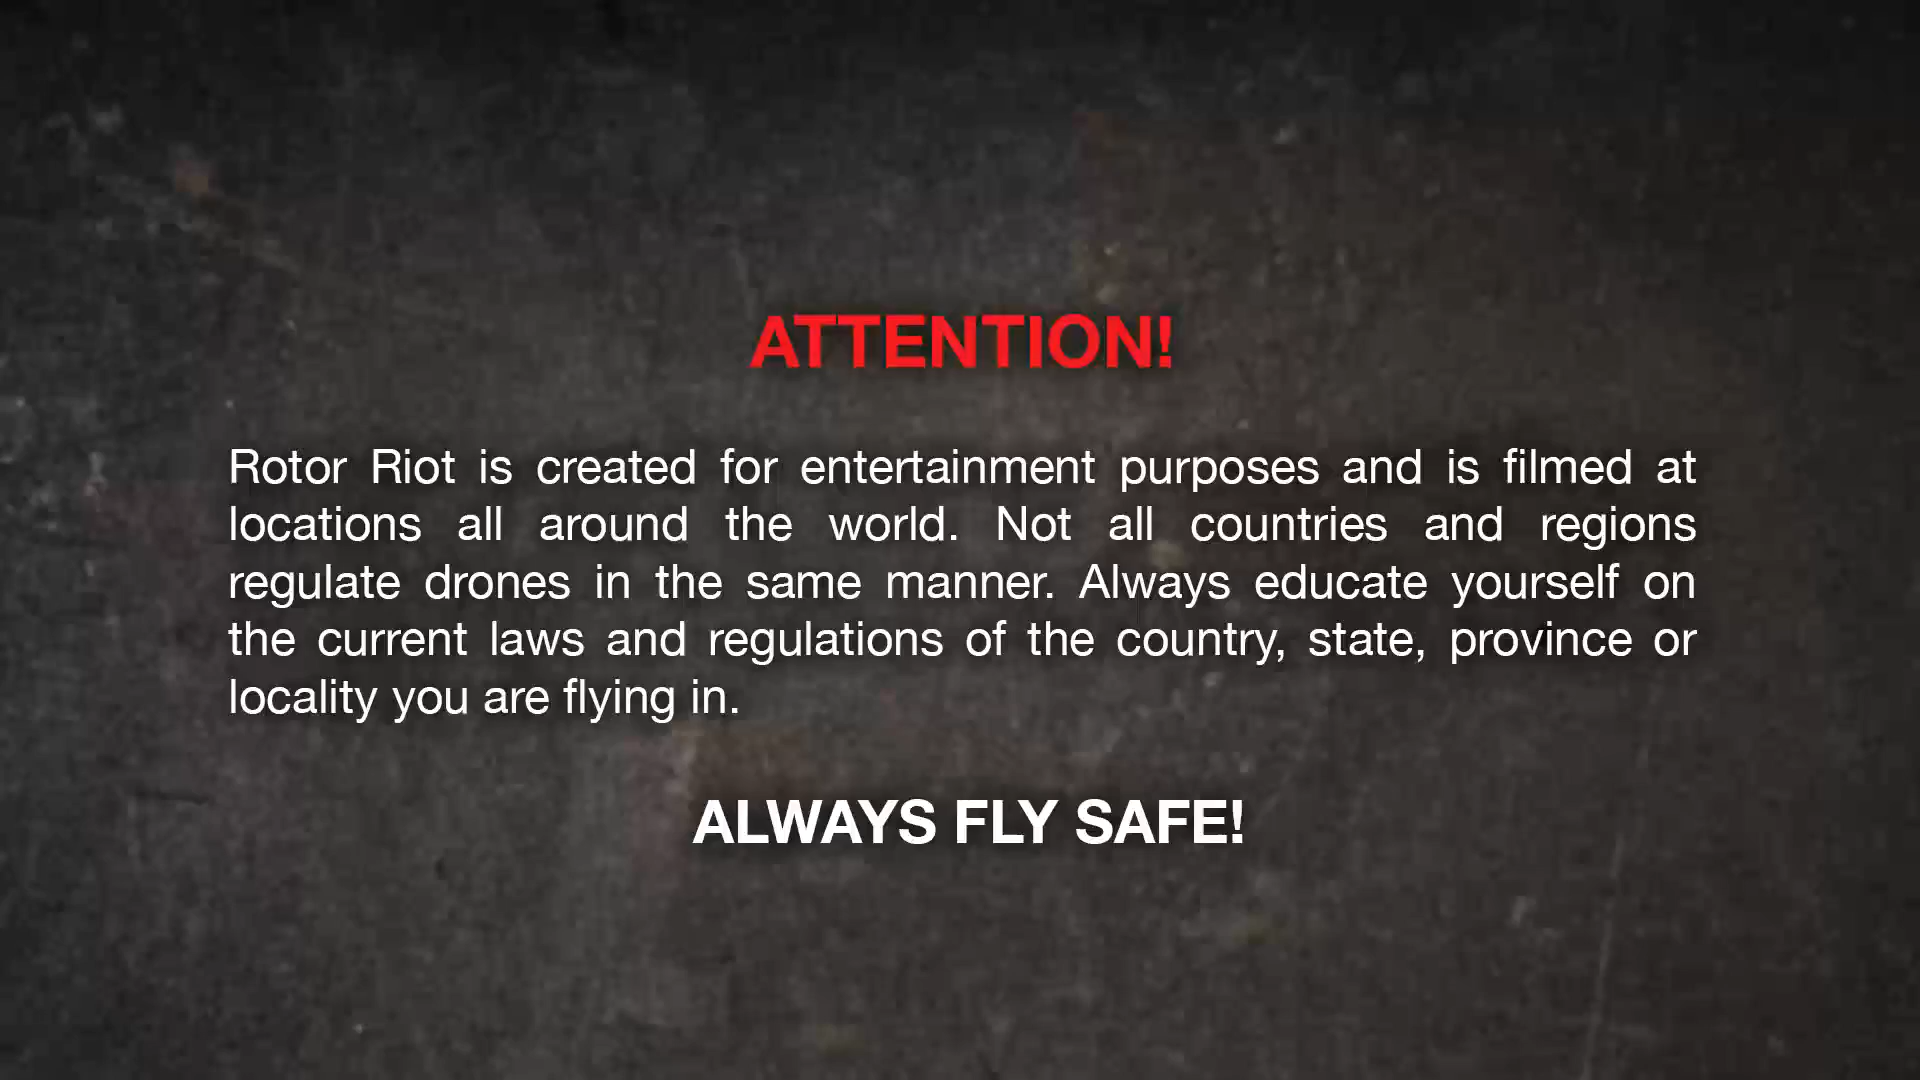 ATTENTION!
Rotor Riot is created for entertainment purposes and is filmed at
locations all around the world. Not all countries and regions
regulate drones in the same manner. Always educate yourself on
the current laws and regulations of the country, state, province or
locality you are flying in.
ALWAYS FLY SAFE!